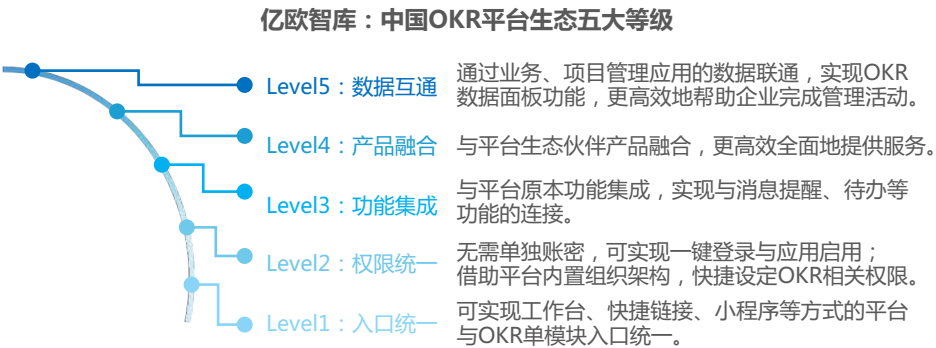 亿欧智库：中国OKR平台生态五大等级
Level5：数据互通
通过业务、项目管理应用的数据联通，实现OKR
数据面板功能，更高效地帮助企业完成管理活动。
Level4：产品融合
与平台生态伙伴产品融合，更高效全面地提供服务。
Level3：功能集成
与平台原本功能集成，实现与消息提醒、待办等
功能的连接。
Level2：权限统一
无需单独账密，可实现一键登录与应用启用；
借助平台内置组织架构，快捷设定OKR相关权限。
Level1：入口统一
可实现工作台、快捷链接、小程序等方式的平台
与OKR单模块入口统一。